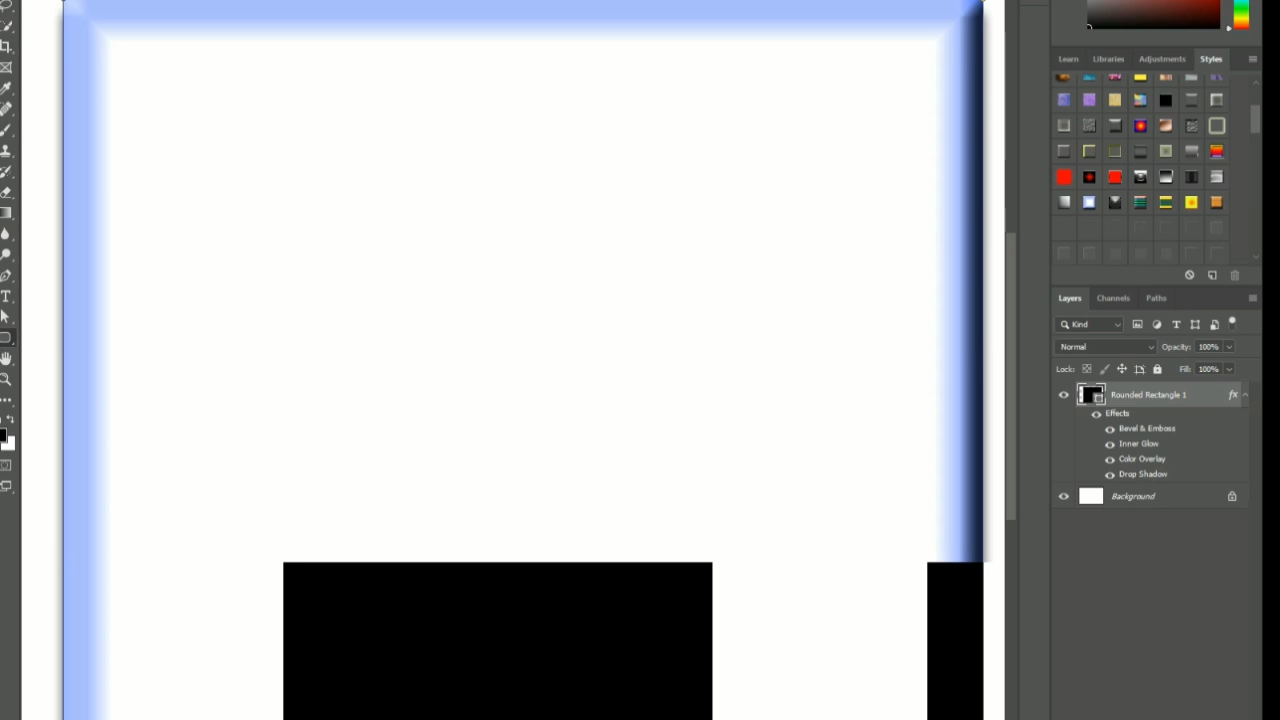 Learn Libraries Adjustments Styles
Layers Channels Paths
Kind
Normal Opacity: 100%
Lock: Fill: 100%
Rounded Rectangle 1 fx
Effects
Bevel & Emboss
Inner Glow
Color Overlay
Drop Shadow
Background